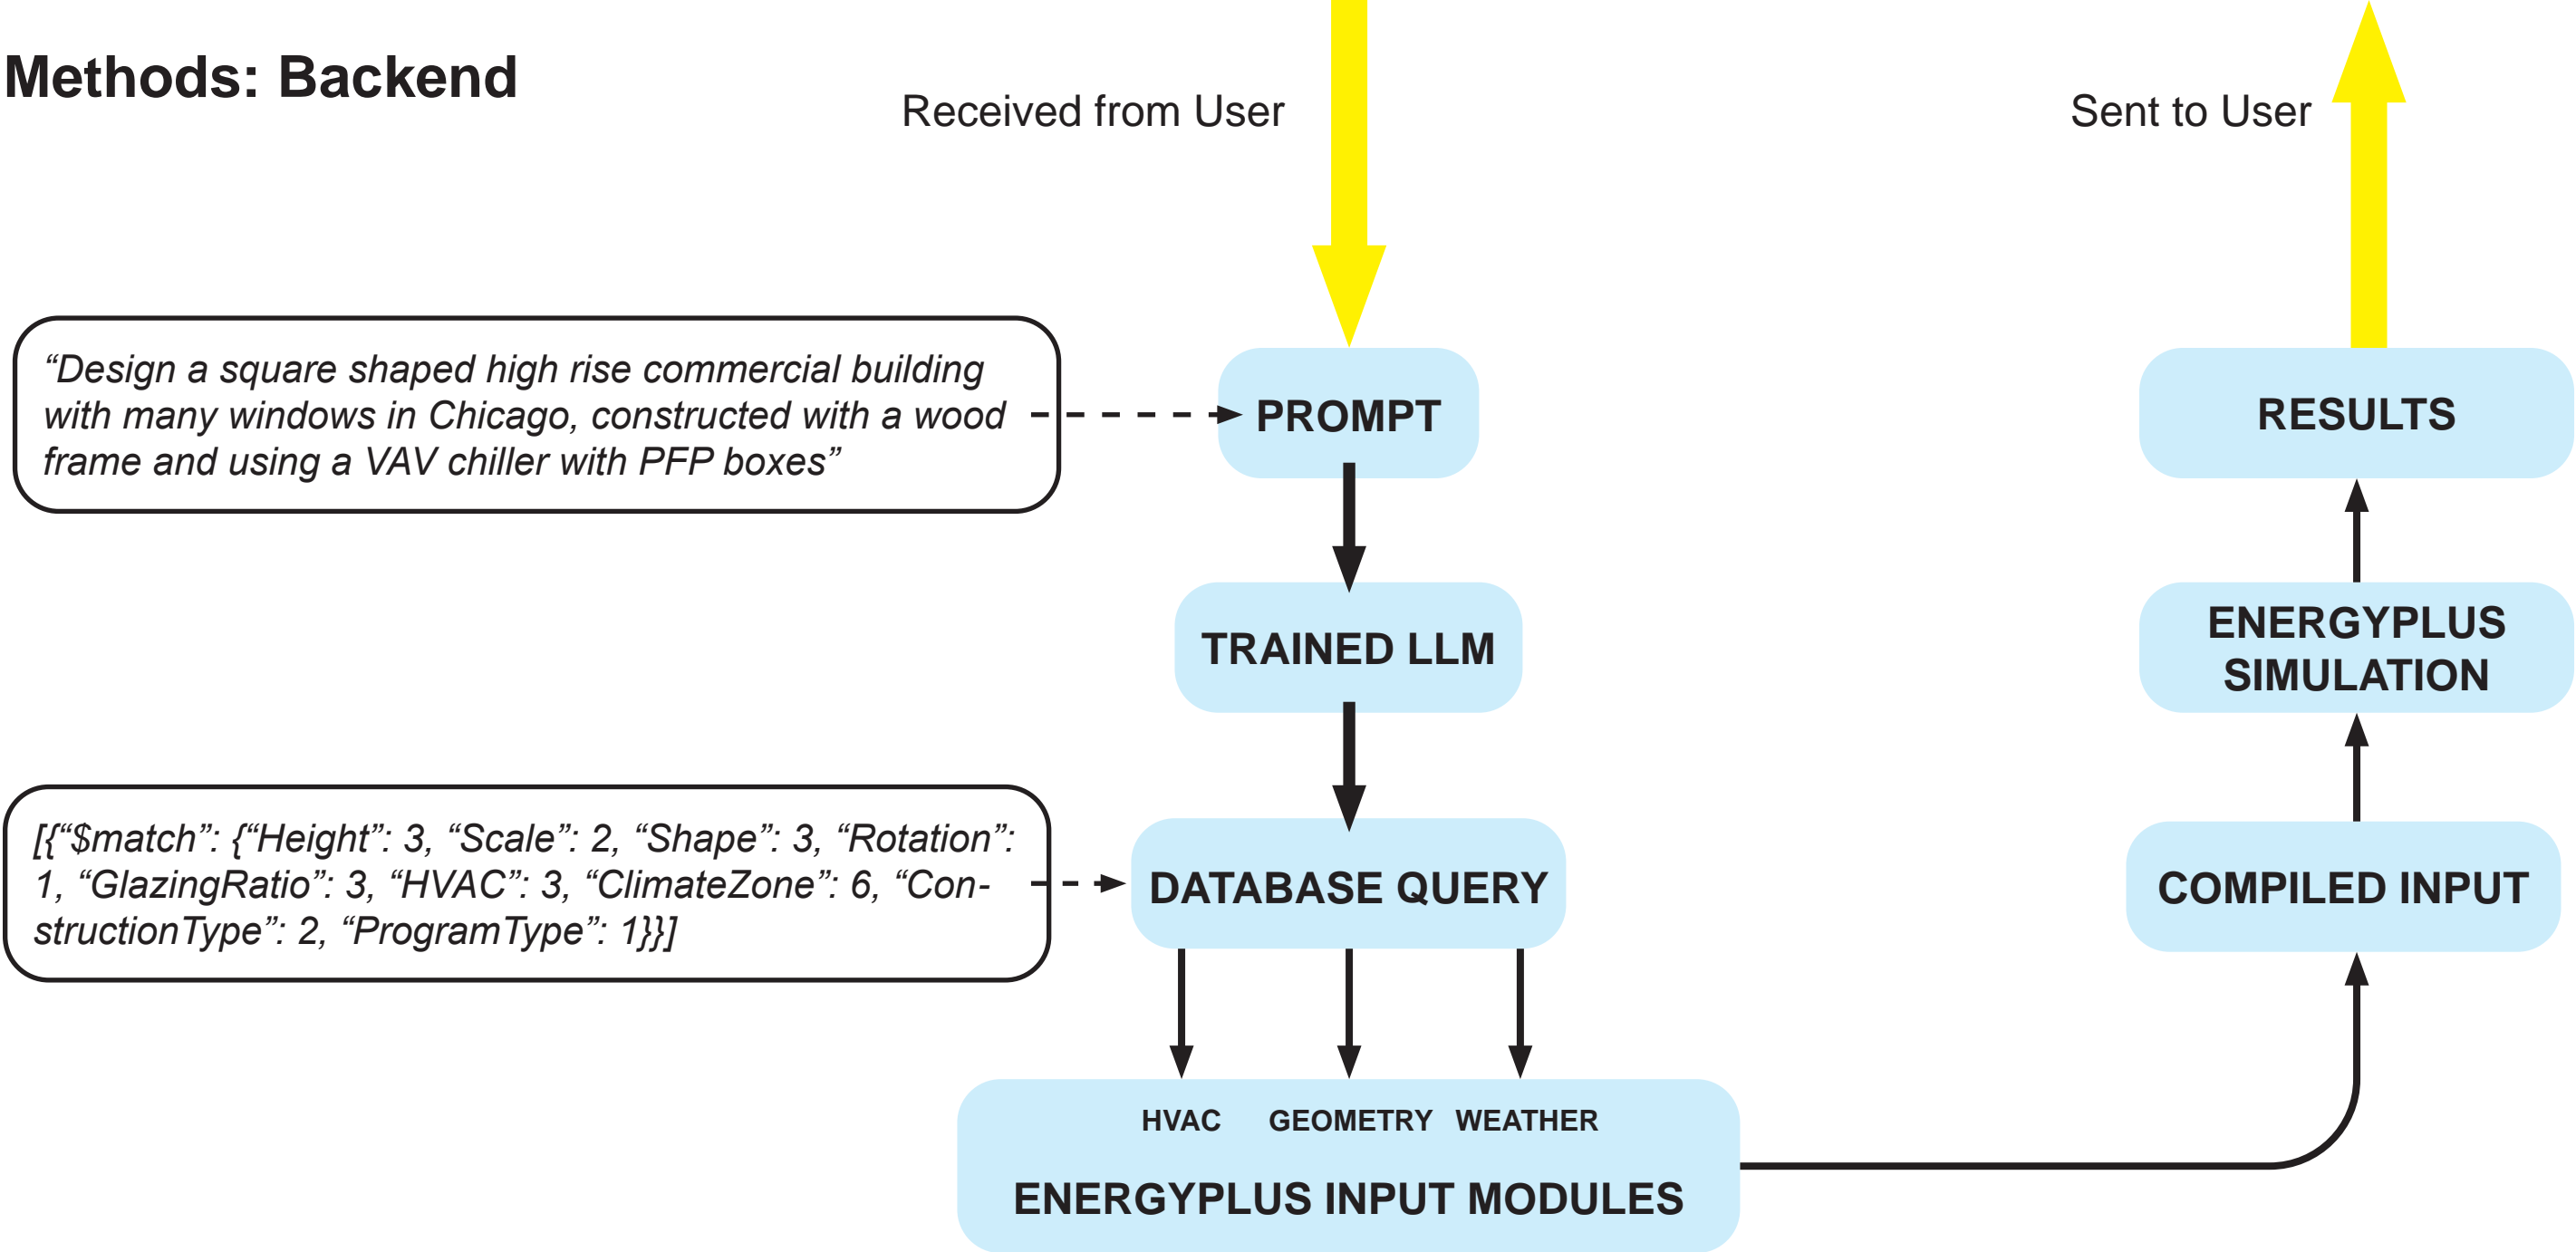 Methods: Backend
Received from User
Sent to User
“Design a square shaped high rise commercial building
with many windows in Chicago, constructed with a wood
frame and using a VAV chiller with PFP boxes”
PROMPT
RESULTS
TRAINED LLM
ENERGYPLUS
SIMULATION
[{“$match”: {“Height”: 3, “Scale”: 2, “Shape”: 3, “Rotation”:
1, “GlazingRatio”: 3, “HVAC”: 3, “ClimateZone”: 6, “Con-
structionType”: 2, “ProgramType”: 1}}]
DATABASE QUERY
COMPILED INPUT
HVAC GEOMETRY WEATHER
ENERGYPLUS INPUT MODULES